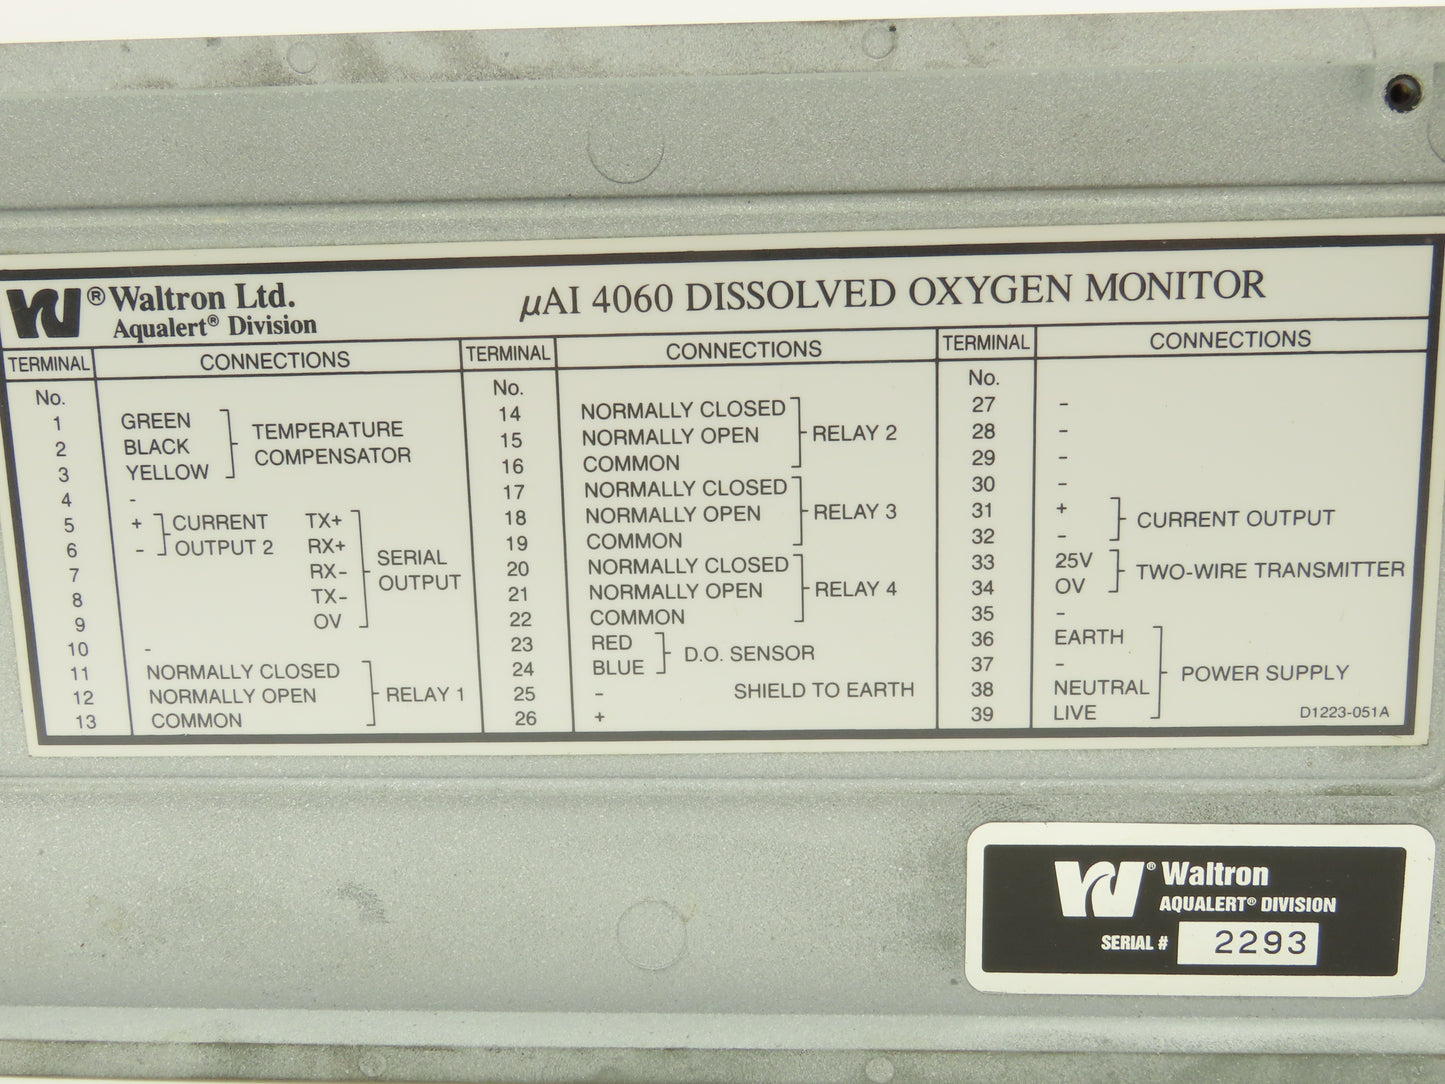 W® Waltron Ltd.
Aqualert® Division
µAI 4060 DISSOLVED OXYGEN MONITOR
TERMINAL CONNECTIONS TERMINAL CONNECTIONS TERMINAL CONNECTIONS
No.
1 GREEN
2 BLACK
3 YELLOW
TEMPERATURE
COMPENSATOR
4 -
5 + CURRENT TX+
6 - OUTPUT 2 RX+
7 RX-
8 TX-
9 OV
SERIAL
OUTPUT
10 -
11 NORMALLY CLOSED
12 NORMALLY OPEN RELAY 1
13 COMMON
No.
14 NORMALLY CLOSED
15 NORMALLY OPEN RELAY 2
16 COMMON
17 NORMALLY CLOSED
18 NORMALLY OPEN RELAY 3
19 COMMON
20 NORMALLY CLOSED
21 NORMALLY OPEN RELAY 4
22 COMMON
23 RED
24 BLUE
D.O. SENSOR
25 - SHIELD TO EARTH
26 +
No.
27 -
28 -
29 -
30 -
31 +
32 -
CURRENT OUTPUT
33 25V
34 OV
TWO-WIRE TRANSMITTER
35 -
36 EARTH
37 - POWER SUPPLY
38 NEUTRAL
39 LIVE
D1223-051A
W® Waltron
AQUALERT® DIVISION
SERIAL # 2293